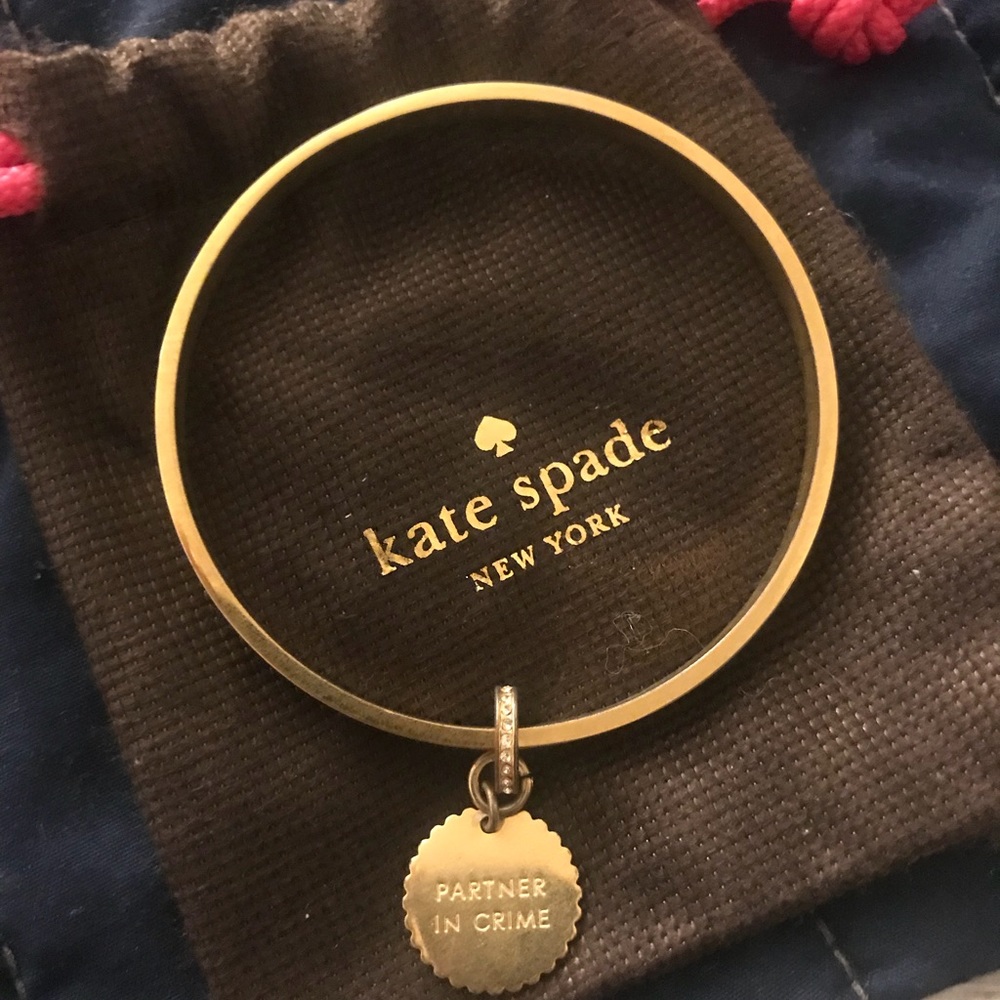 kate spade
NEW YORK
PARTNER
IN CRIME